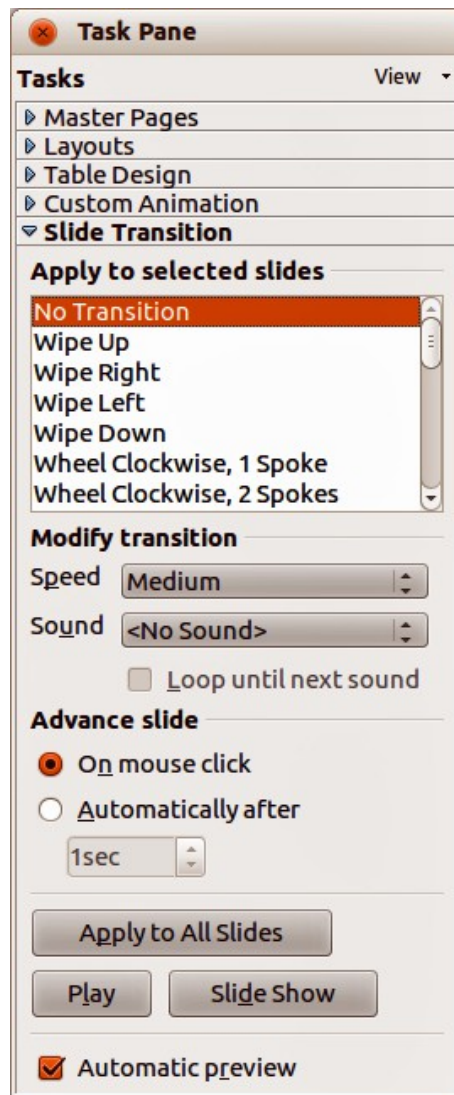 Task Pane
Tasks View
Master Pages
Layouts
Table Design
Custom Animation
Slide Transition
Apply to selected slides
No Transition
Wipe Up
Wipe Right
Wipe Left
Wipe Down
Wheel Clockwise, 1 Spoke
Wheel Clockwise, 2 Spokes
Modify transition
Speed Medium
Sound <No Sound>
Loop until next sound
Advance slide
On mouse click
Automatically after
1sec
Apply to All Slides
Play Slide Show
Automatic preview